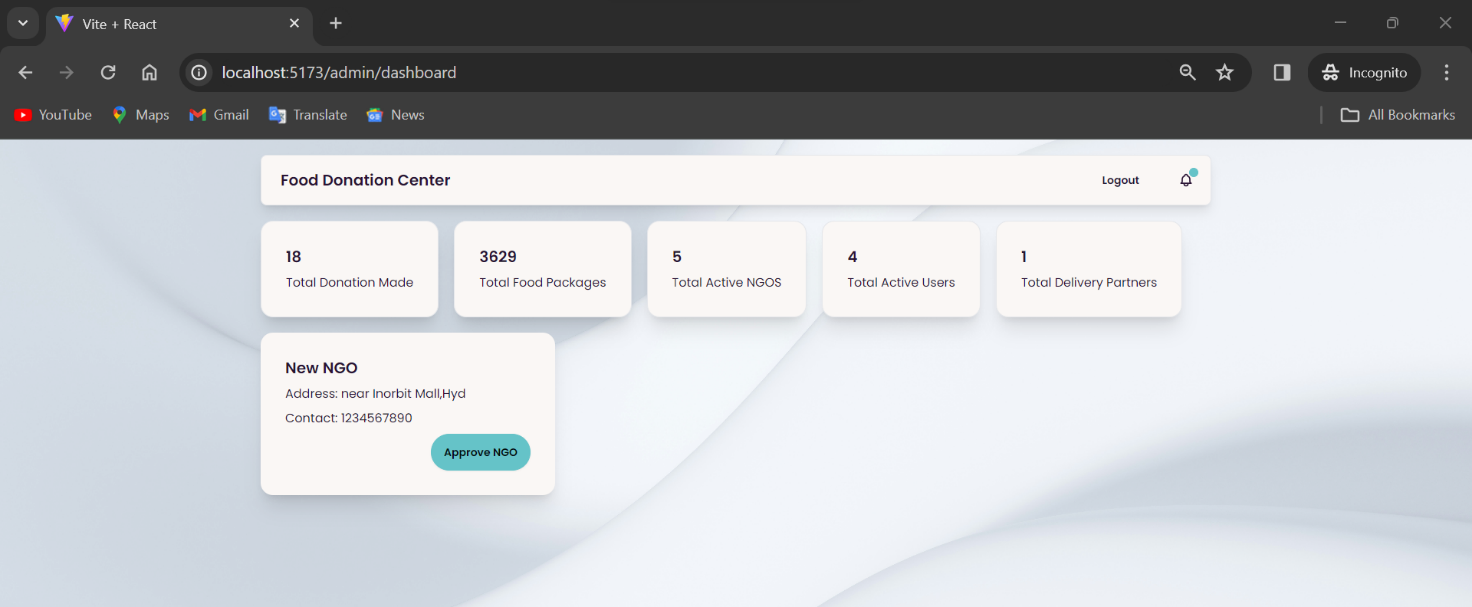 Vite + React
localhost:5173/admin/dashboard
Incognito
YouTube Maps Gmail Translate News All Bookmarks
Food Donation Center Logout
18 3629 5 4 1
Total Donation Made Total Food Packages Total Active NGOS Total Active Users Total Delivery Partners
New NGO
Address: near Inorbit Mall,Hyd
Contact: 1234567890
Approve NGO